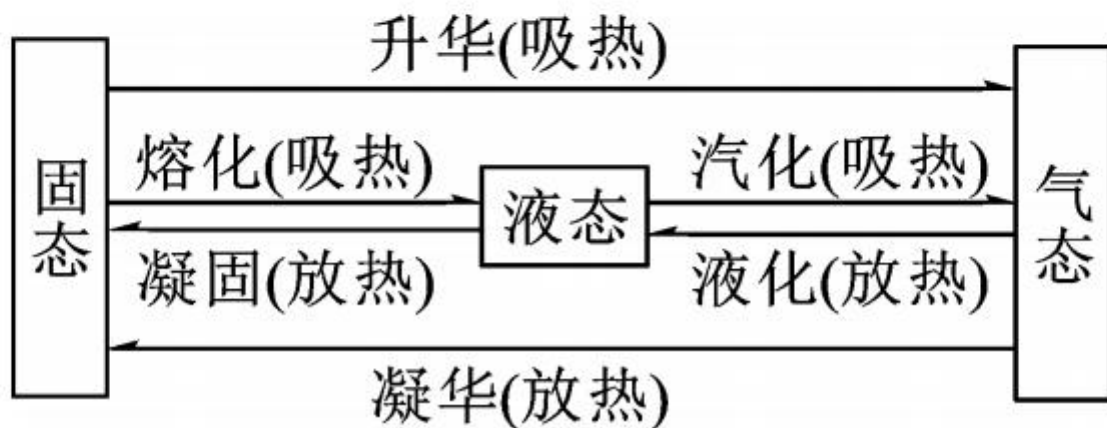 升华(吸热)
固态
熔化(吸热)
液态
汽化(吸热)
气态
凝固(放热)
液化(放热)
凝华(放热)